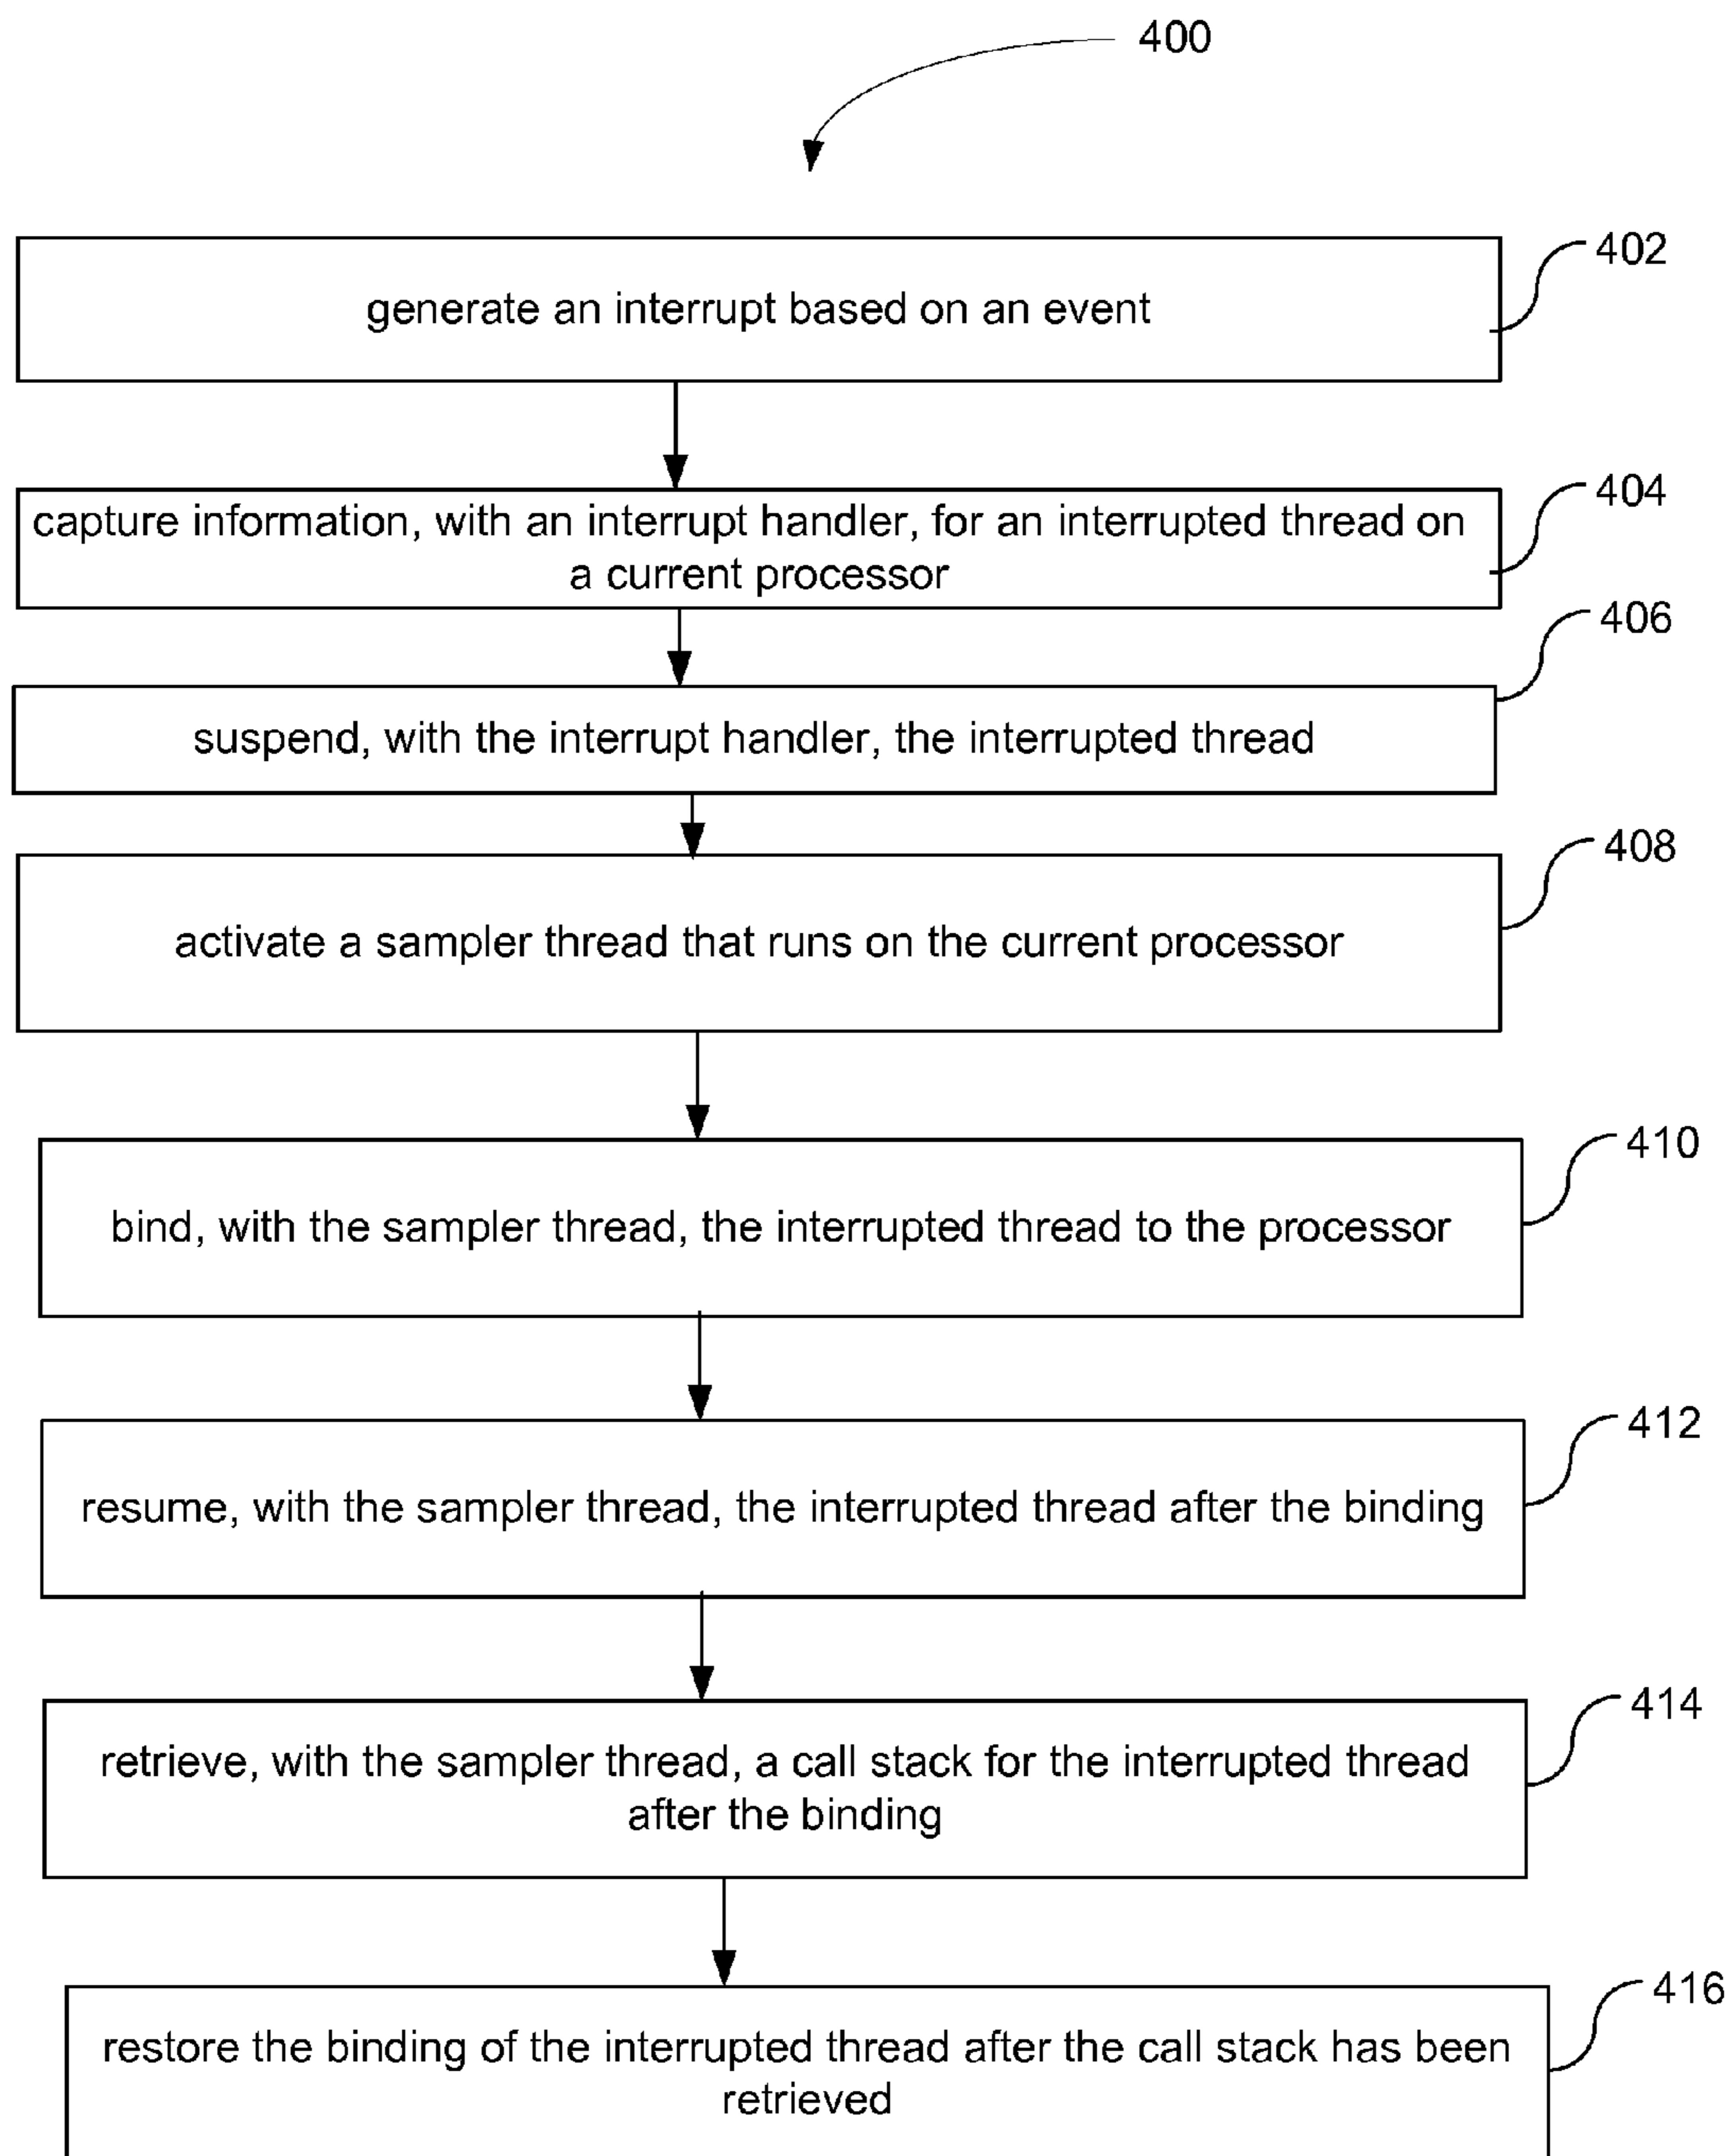 400
402
generate an interrupt based on an event
404
capture information, with an interrupt handler, for an interrupted thread on
a current processor
406
suspend, with the interrupt handler, the interrupted thread
408
activate a sampler thread that runs on the current processor
410
bind, with the sampler thread, the interrupted thread to the processor
412
resume, with the sampler thread, the interrupted thread after the binding
414
retrieve, with the sampler thread, a call stack for the interrupted thread
after the binding
416
restore the binding of the interrupted thread after the call stack has been
retrieved